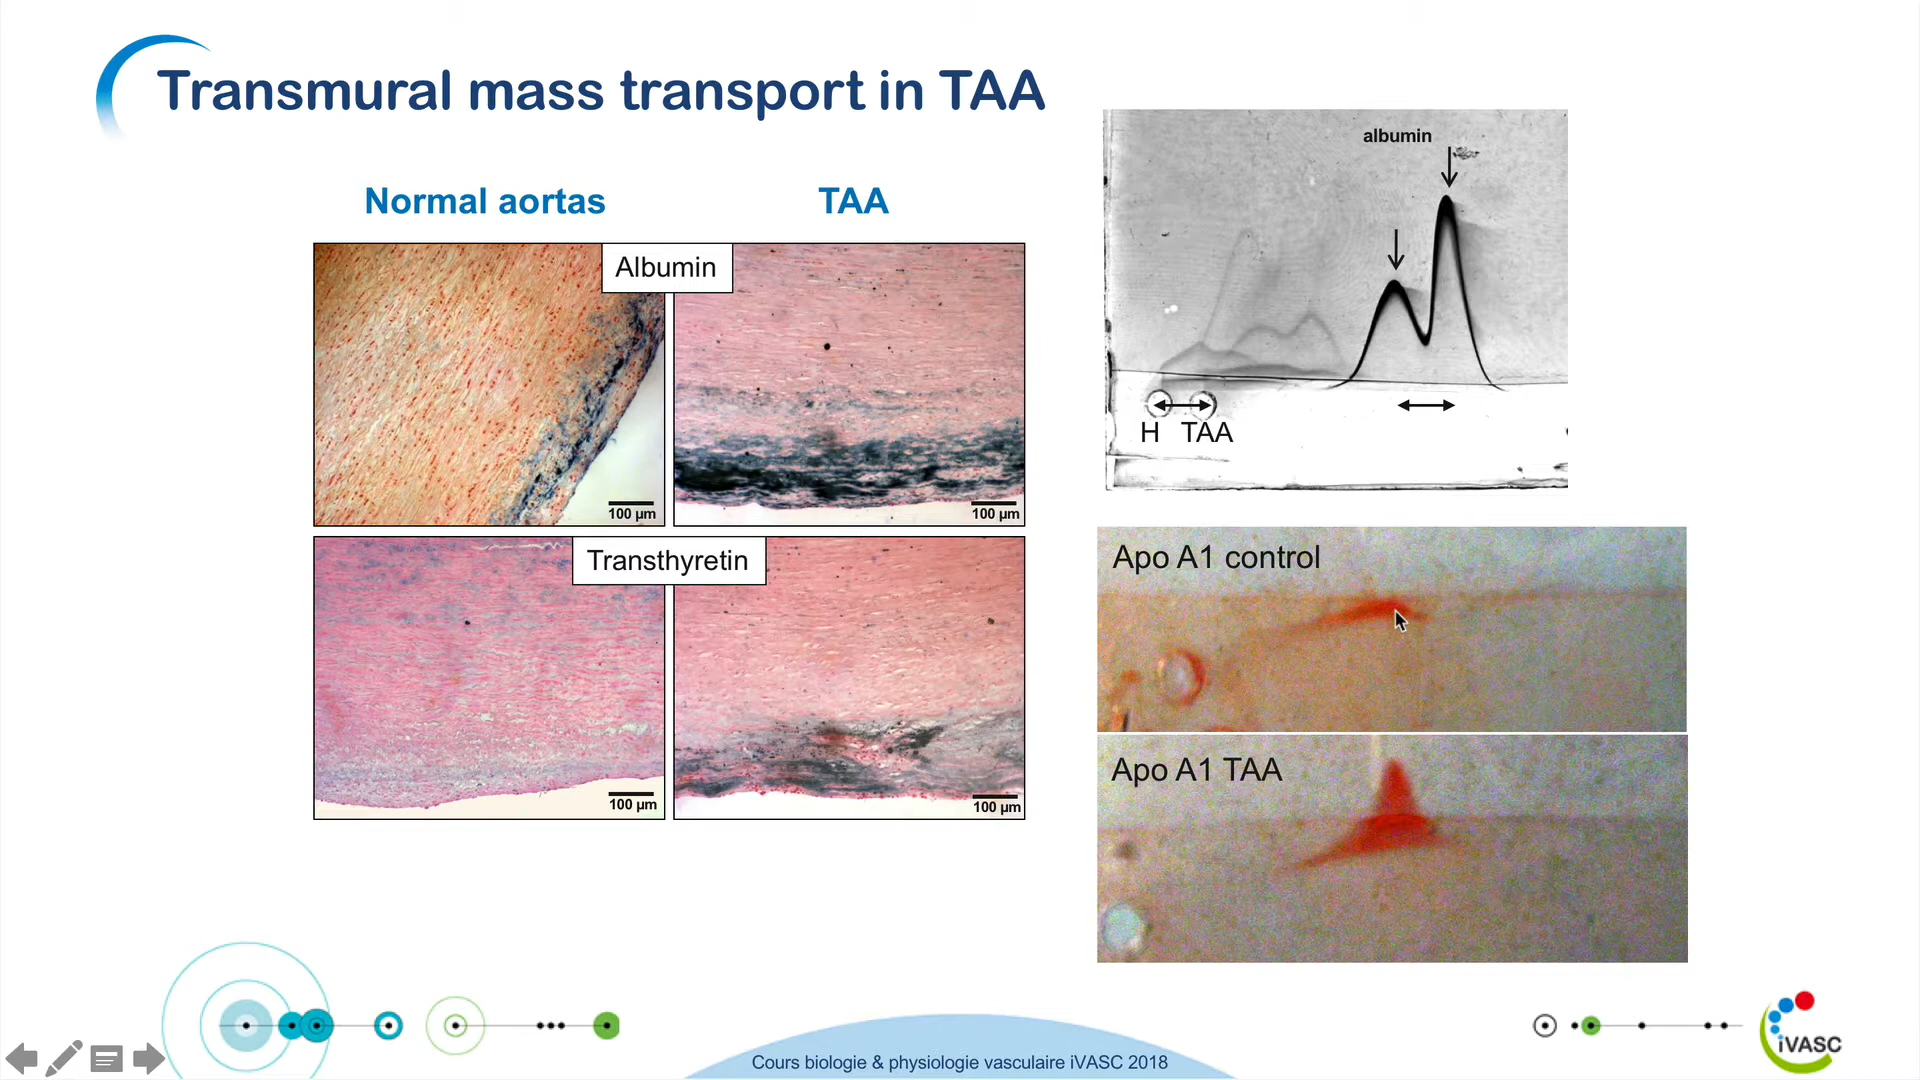 Transmural mass transport in TAA
Normal aortas
TAA
Albumin
100 µm
100 µm
Transthyretin
100 µm
100 µm
albumin
H TAA
Apo A1 control
Apo A1 TAA
Cours biologie & physiologie vasculaire iVASC 2018
iVASC